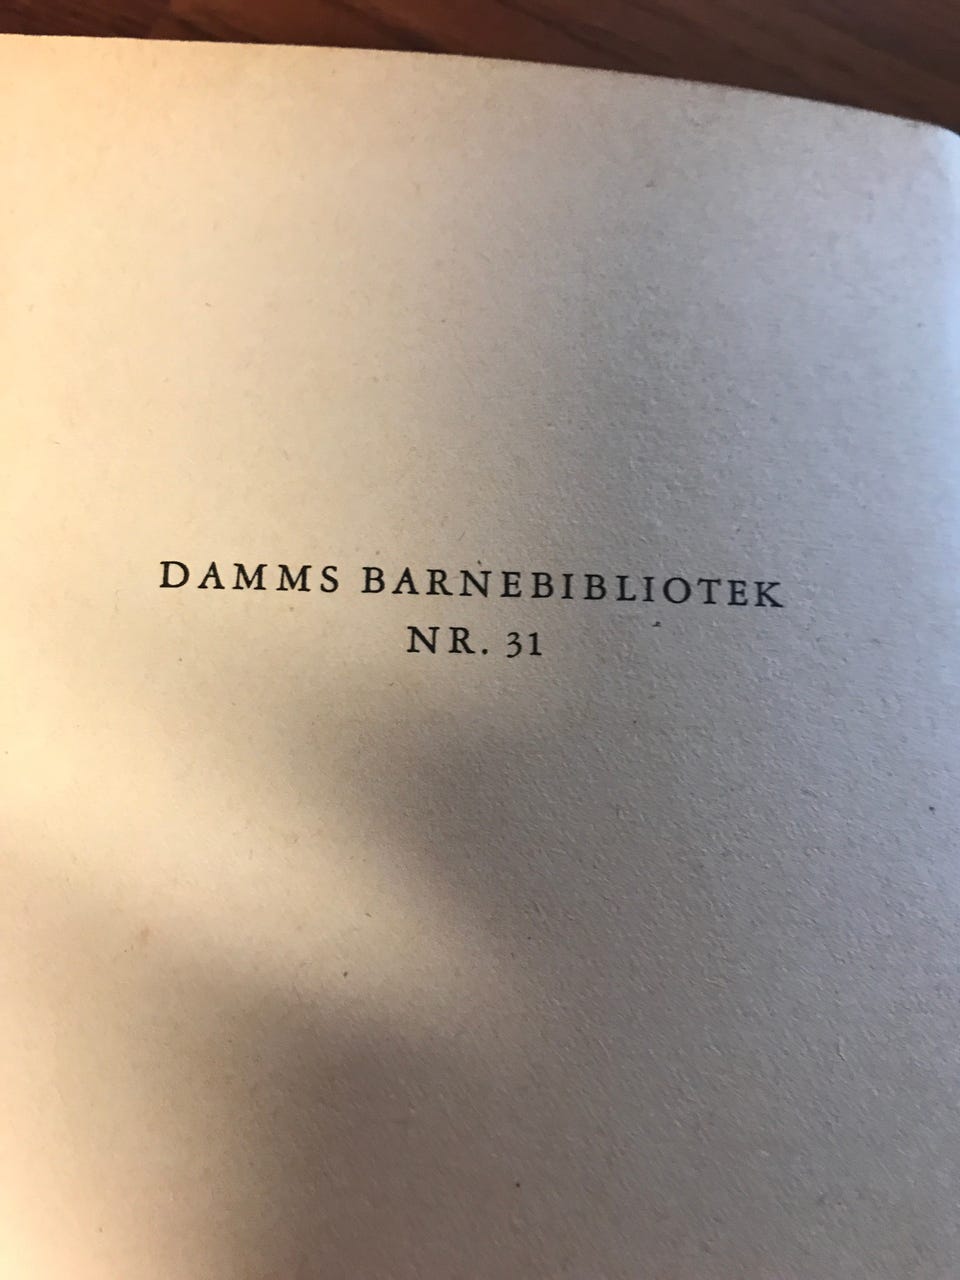 DAMMS BARNEBIBLIOTEK
NR. 31